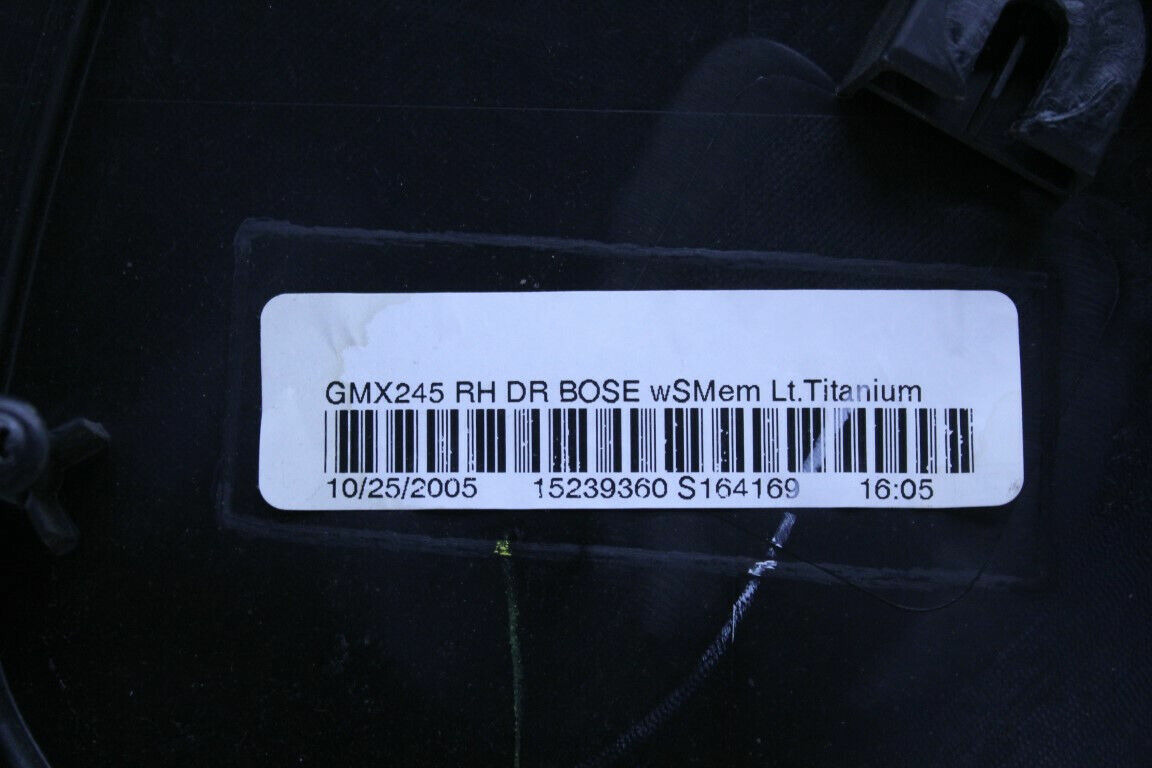 GMX245 RH DR BOSE wSMem Lt.Titanium
10/25/2005 15239360 S164169 16:05